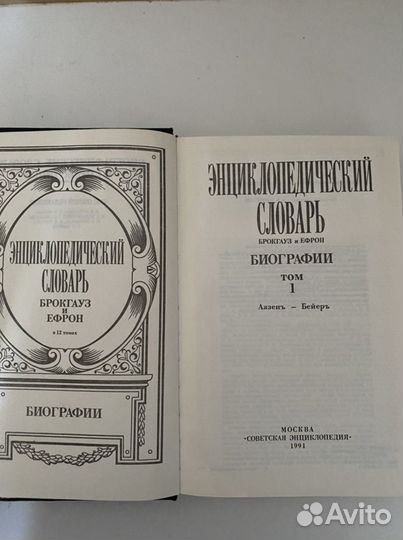 ЭНЦИКЛОПЕДИЧЕСКИЙ
СЛОВАРЬ
БРОКГАУЗ
И
ЕФРОН
в 12 томах
БИОГРАФИИ
ЭНЦИКЛОПЕДИЧЕСКИЙ
СЛОВАРЬ
БРОКГАУЗ и ЕФРОН
БИОГРАФИИ
ТОМ
1
Аазенъ – Бейеръ
МОСКВА
«СОВЕТСКАЯ ЭНЦИКЛОПЕДИЯ»
1991
Avito